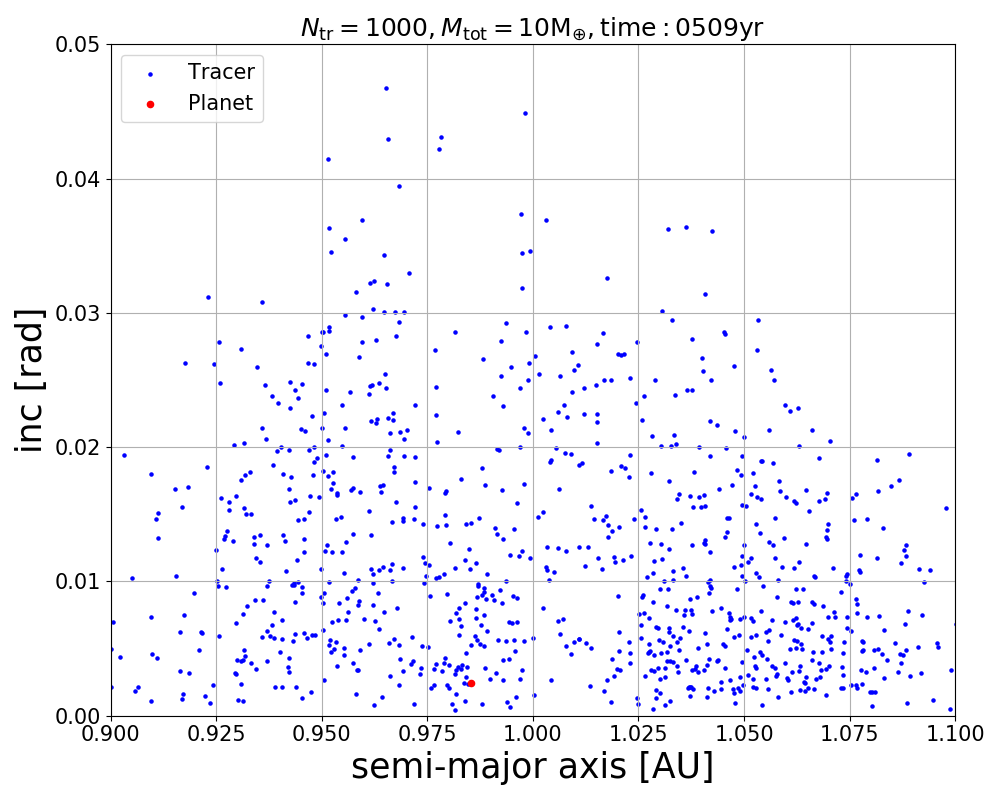 N_tr = 1000, M_tot = 10M_⊕, time : 0509yr
Tracer
Planet
0.05
0.04
0.03
0.02
0.01
0.00
inc [rad]
0.900 0.925 0.950 0.975 1.000 1.025 1.050 1.075 1.100
semi-major axis [AU]